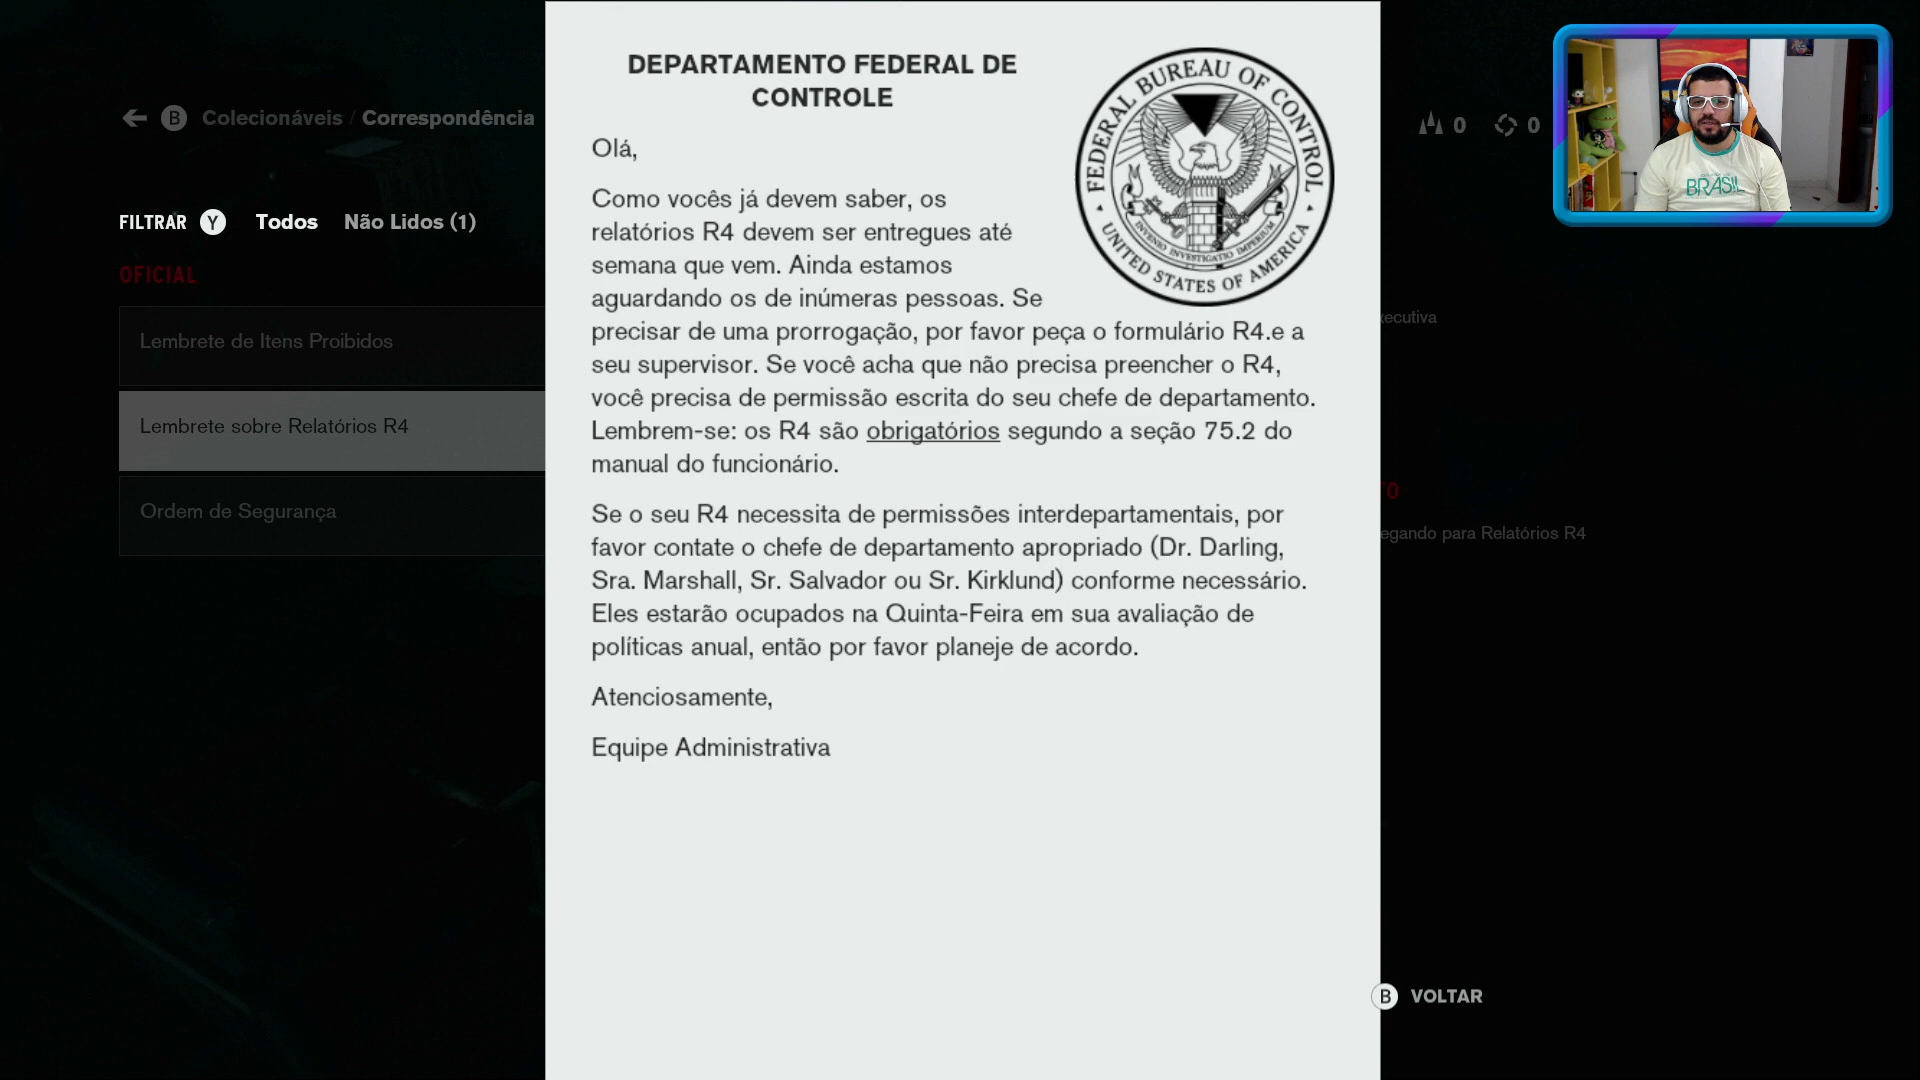 DEPARTAMENTO FEDERAL DE
CONTROLE
FEDERAL BUREAU OF CONTROL
INVENIO INVESTIGATIO IMPERIUM
UNITED STATES OF AMERICA
B Colecionáveis / Correspondência
0 0
BRASIL
Olá,
Como vocês já devem saber, os
relatórios R4 devem ser entregues até
semana que vem. Ainda estamos
aguardando os de inúmeras pessoas. Se
precisar de uma prorrogação, por favor peça o formulário R4.e a
seu supervisor. Se você acha que não precisa preencher o R4,
você precisa de permissão escrita do seu chefe de departamento.
Lembrem-se: os R4 são obrigatórios segundo a seção 75.2 do
manual do funcionário.
Se o seu R4 necessita de permissões interdepartamentais, por
favor contate o chefe de departamento apropriado (Dr. Darling,
Sra. Marshall, Sr. Salvador ou Sr. Kirklund) conforme necessário.
Eles estarão ocupados na Quinta-Feira em sua avaliação de
políticas anual, então por favor planeje de acordo.
Atenciosamente,
Equipe Administrativa
FILTRAR Y Todos Não Lidos (1)
OFICIAL
Lembrete de Itens Proibidos
Lembrete sobre Relatórios R4
Ordem de Segurança
xecutiva
TO
egando para Relatórios R4
B VOLTAR